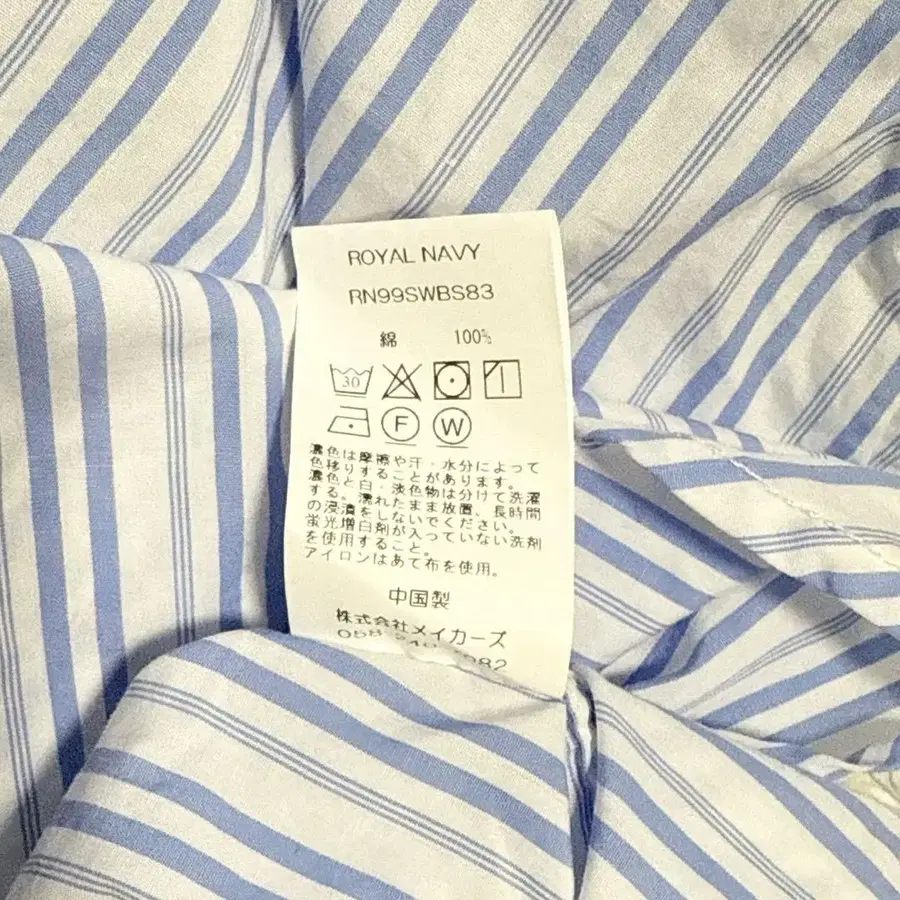 ROYAL NAVY
RN99SWBS83
綿 100%
30
F W
濃色は摩擦や汗・水分によって
色移りすることがあります。
濃色と白・淡色物は分けて洗濯
する。濡れたまま放置、長時間
の浸漬をしないでください。
蛍光増白剤が入っていない洗剤
を使用すること。
アイロンはあて布を使用。
中国製
株式会社メイカーズ
058